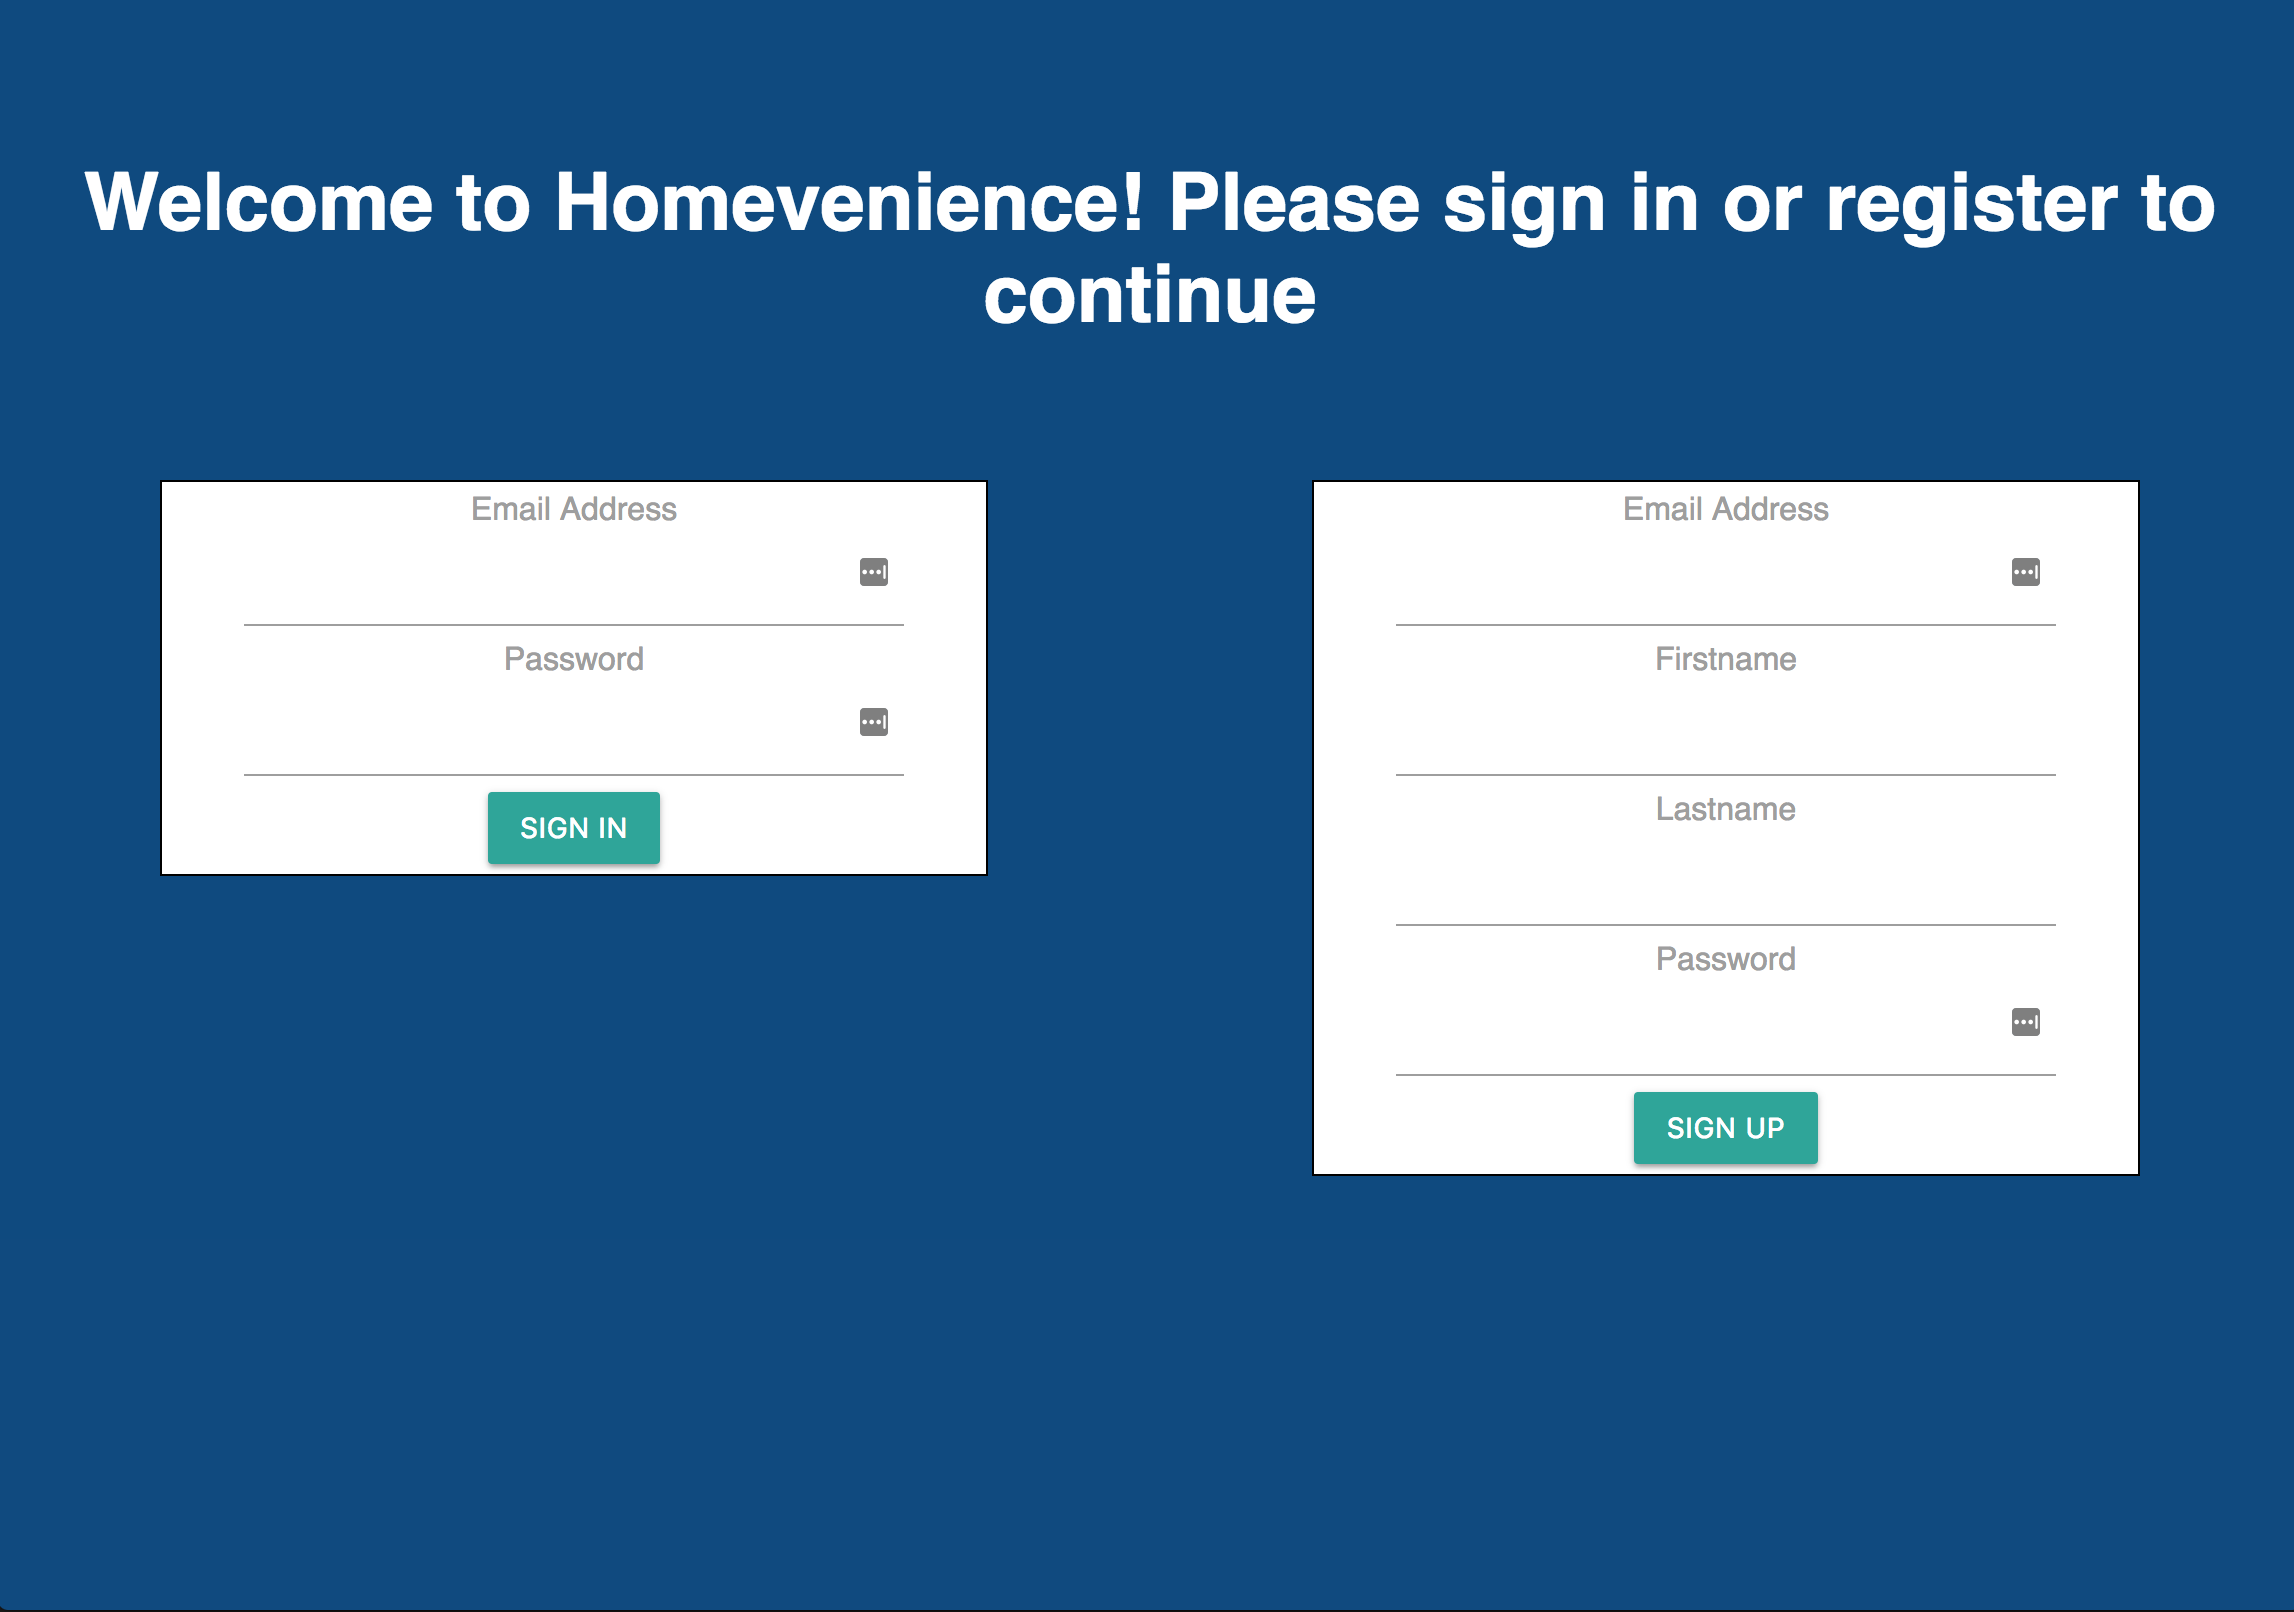 Welcome to Homevenience! Please sign in or register to
continue
Email Address
Password
SIGN IN
Email Address
Firstname
Lastname
Password
SIGN UP